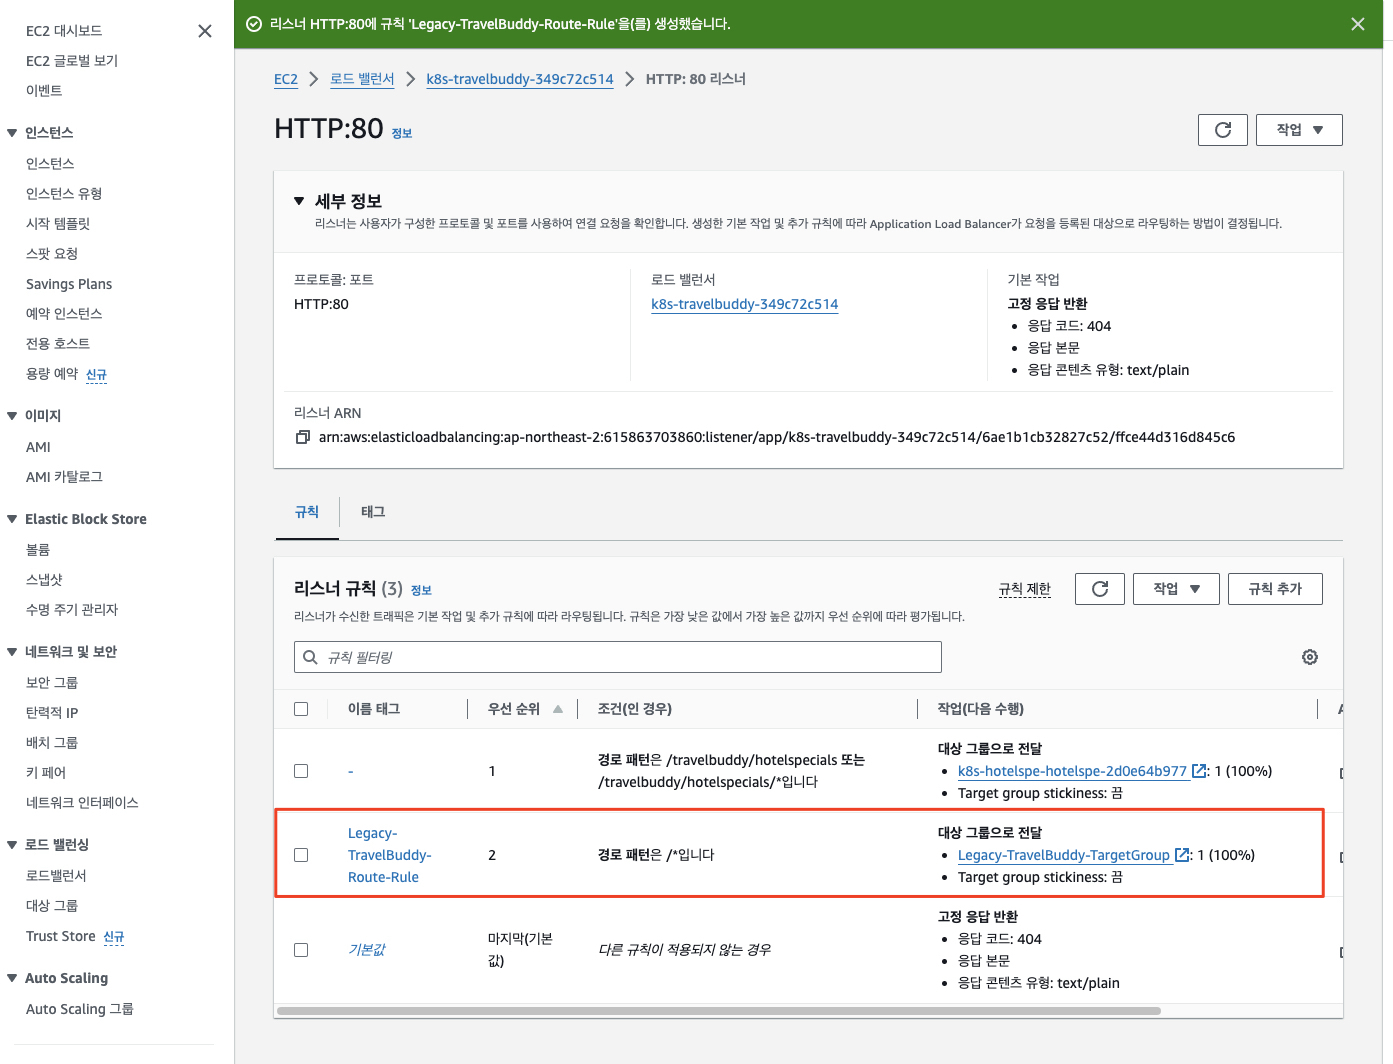 리스너 HTTP:80에 규칙 'Legacy-TravelBuddy-Route-Rule'을(를) 생성했습니다.
EC2 대시보드
EC2 글로벌 보기
이벤트
인스턴스
인스턴스
인스턴스 유형
시작 템플릿
스팟 요청
Savings Plans
예약 인스턴스
전용 호스트
용량 예약 신규
이미지
AMI
AMI 카탈로그
Elastic Block Store
볼륨
스냅샷
수명 주기 관리자
네트워크 및 보안
보안 그룹
탄력적 IP
배치 그룹
키 페어
네트워크 인터페이스
로드 밸런싱
로드밸런서
대상 그룹
Trust Store 신규
Auto Scaling
Auto Scaling 그룹
EC2 > 로드 밸런서 > k8s-travelbuddy-349c72c514 > HTTP: 80 리스너
HTTP:80 정보
작업
세부 정보
리스너는 사용자가 구성한 프로토콜 및 포트를 사용하여 연결 요청을 확인합니다. 생성한 기본 작업 및 추가 규칙에 따라 Application Load Balancer가 요청을 등록된 대상으로 라우팅하는 방법이 결정됩니다.
프로토콜: 포트
HTTP:80
로드 밸런서
k8s-travelbuddy-349c72c514
기본 작업
고정 응답 반환
• 응답 코드: 404
• 응답 본문
• 응답 콘텐츠 유형: text/plain
리스너 ARN
arn:aws:elasticloadbalancing:ap-northeast-2:615863703860:listener/app/k8s-travelbuddy-349c72c514/6ae1b1cb32827c52/ffce44d316d845c6
규칙
태그
리스너 규칙 (3) 정보
규칙 제한
작업
규칙 추가
리스너가 수신한 트래픽은 기본 작업 및 추가 규칙에 따라 라우팅됩니다. 규칙은 가장 낮은 값에서 가장 높은 값까지 우선 순위에 따라 평가됩니다.
규칙 필터링
이름 태그
우선 순위
조건(인 경우)
작업(다음 수행)
-
1
경로 패턴은 /travelbuddy/hotelspecials 또는
/travelbuddy/hotelspecials/*입니다
대상 그룹으로 전달
• k8s-hotelspe-hotelspe-2d0e64b977: 1 (100%)
• Target group stickiness: 끔
Legacy-
TravelBuddy-
Route-Rule
2
경로 패턴은 /*입니다
대상 그룹으로 전달
• Legacy-TravelBuddy-TargetGroup: 1 (100%)
• Target group stickiness: 끔
기본값
마지막(기본
값)
다른 규칙이 적용되지 않는 경우
고정 응답 반환
• 응답 코드: 404
• 응답 본문
• 응답 콘텐츠 유형: text/plain